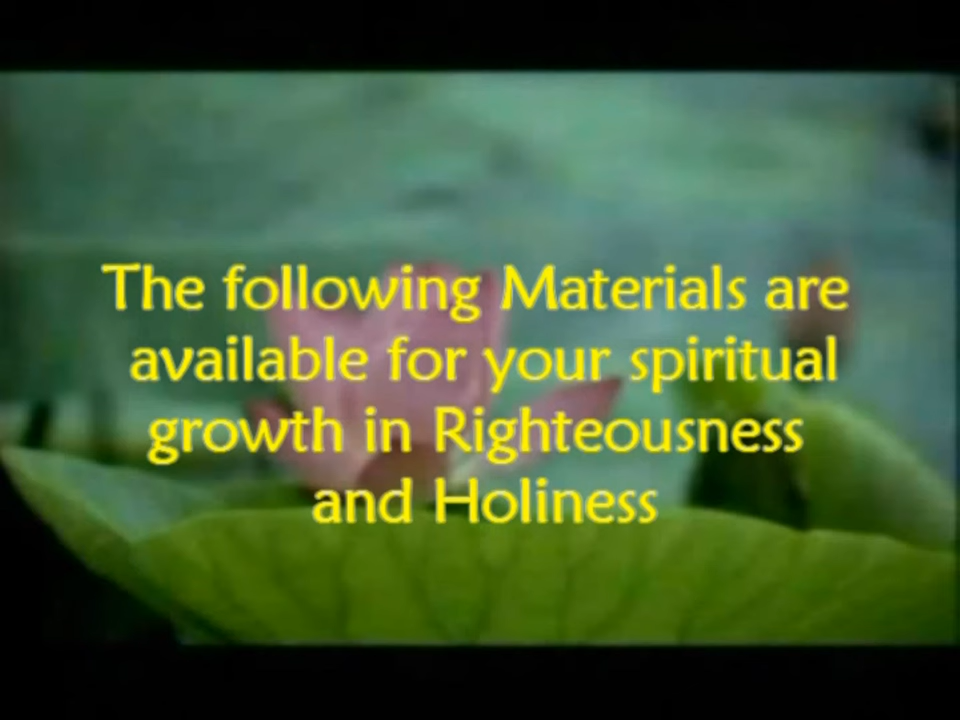 The following Materials are
available for your spiritual
growth in Righteousness
and Holiness